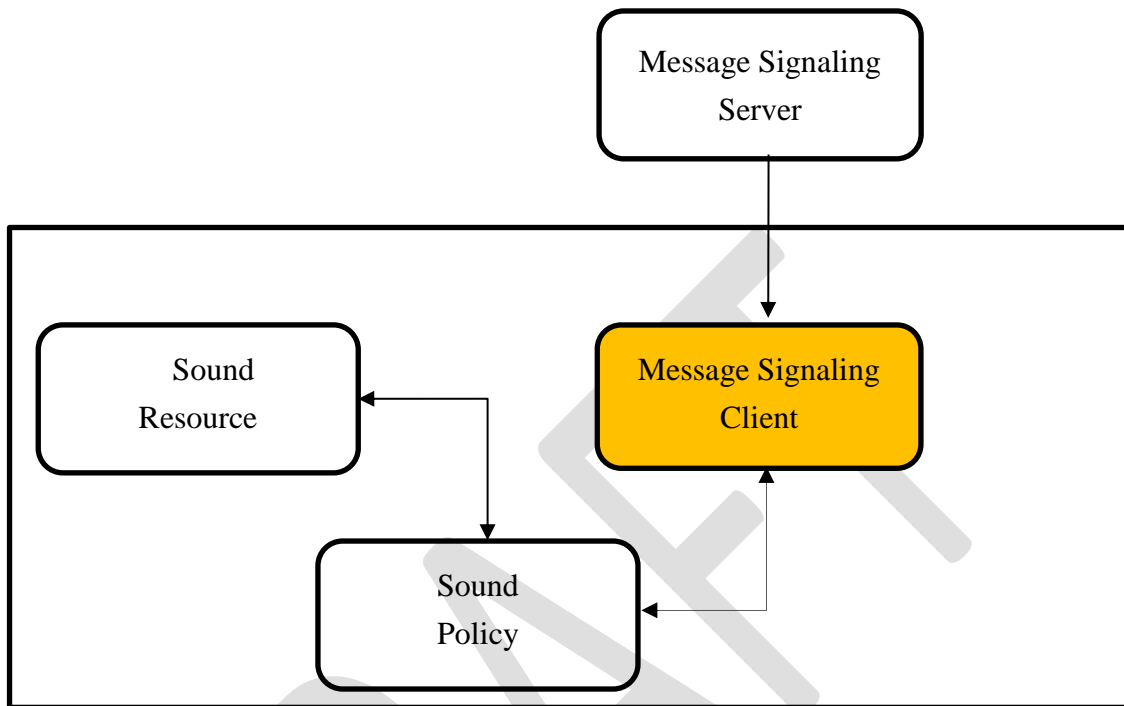 Message Signaling
Server
Sound
Resource
Message Signaling
Client
Sound
Policy